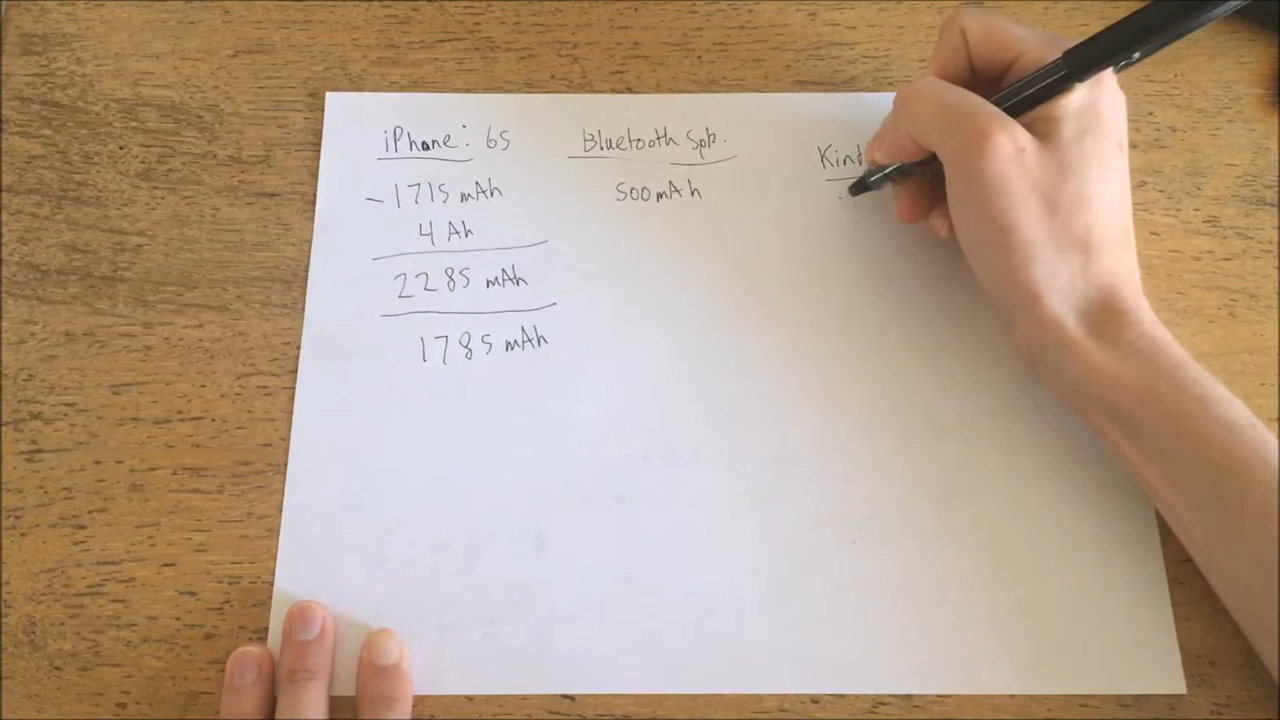 iPhone: 6S
- 1715 mAh
4 Ah
2285 mAh
1785 mAh
Bluetooth Spk.
500mAh